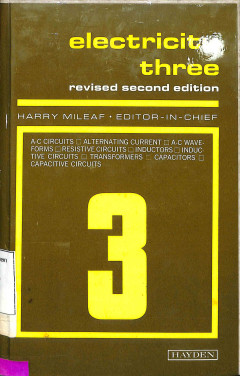 electricity
three
revised second edition
HARRY MILEAF • EDITOR-IN-CHIEF
A-C CIRCUITS □ ALTERNATING CURRENT □ A-C WAVE-
FORMS □ RESISTIVE CIRCUITS □ INDUCTORS □ INDUC-
TIVE CIRCUITS □ TRANSFORMERS □ CAPACITORS □
CAPACITIVE CIRCUITS
3
HAYDEN